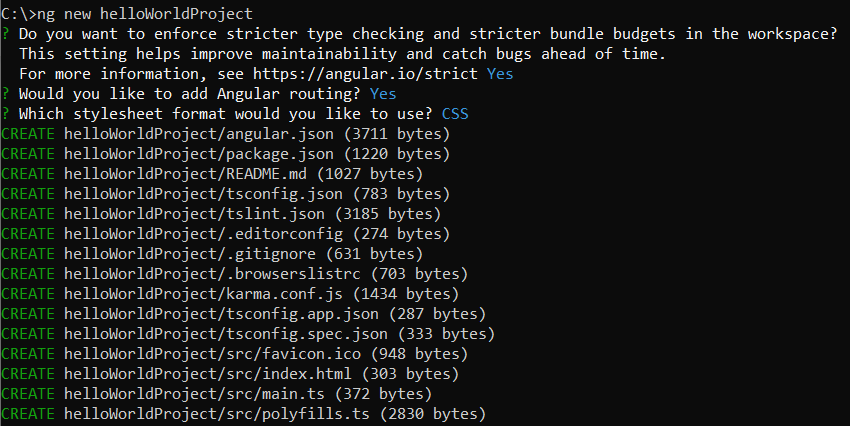 C:\>ng new helloWorldProject
? Do you want to enforce stricter type checking and stricter bundle budgets in the workspace?
This setting helps improve maintainability and catch bugs ahead of time.
For more information, see https://angular.io/strict Yes
? Would you like to add Angular routing? Yes
? Which stylesheet format would you like to use? CSS
CREATE helloWorldProject/angular.json (3711 bytes)
CREATE helloWorldProject/package.json (1220 bytes)
CREATE helloWorldProject/README.md (1027 bytes)
CREATE helloWorldProject/tsconfig.json (783 bytes)
CREATE helloWorldProject/tslint.json (3185 bytes)
CREATE helloWorldProject/.editorconfig (274 bytes)
CREATE helloWorldProject/.gitignore (631 bytes)
CREATE helloWorldProject/.browserslistrc (703 bytes)
CREATE helloWorldProject/karma.conf.js (1434 bytes)
CREATE helloWorldProject/tsconfig.app.json (287 bytes)
CREATE helloWorldProject/tsconfig.spec.json (333 bytes)
CREATE helloWorldProject/src/favicon.ico (948 bytes)
CREATE helloWorldProject/src/index.html (303 bytes)
CREATE helloWorldProject/src/main.ts (372 bytes)
CREATE helloWorldProject/src/polyfills.ts (2830 bytes)